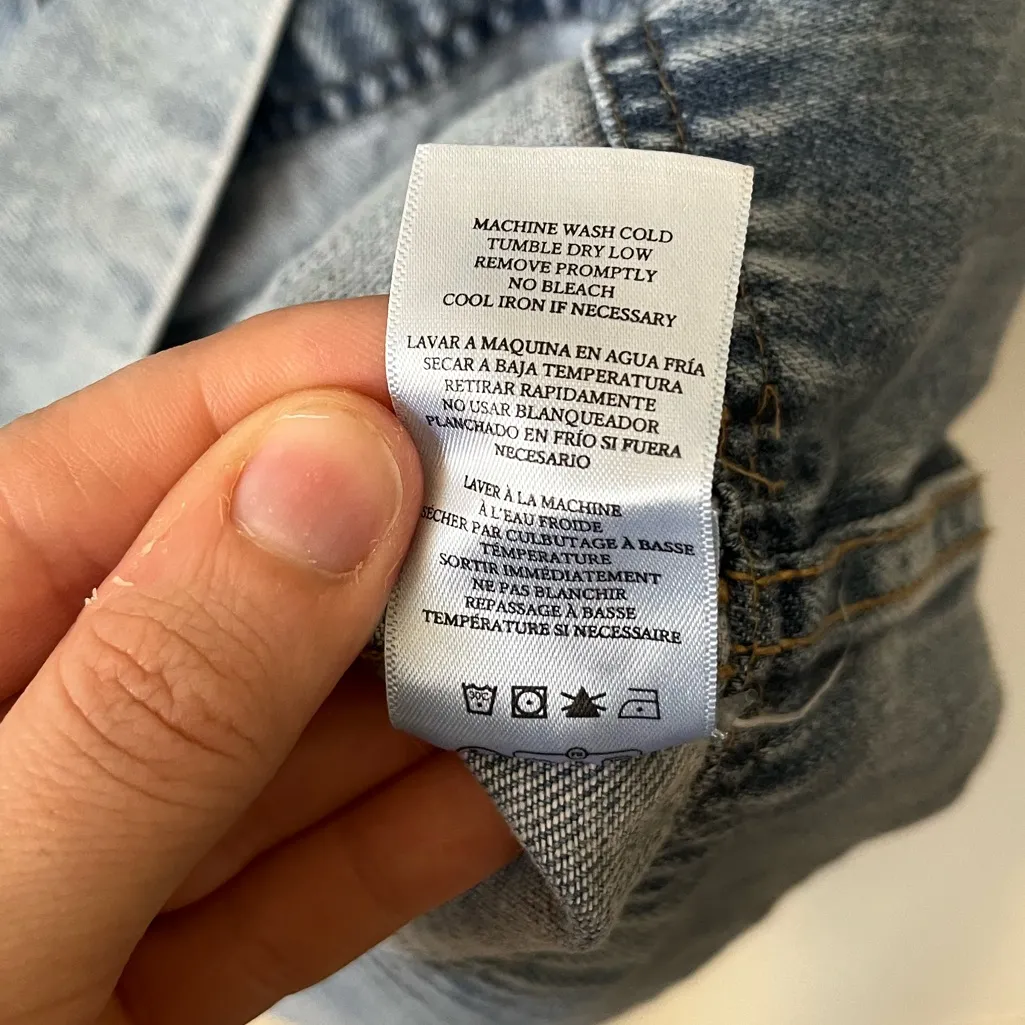 MACHINE WASH COLD
TUMBLE DRY LOW
REMOVE PROMPTLY
NO BLEACH
COOL IRON IF NECESSARY
LAVAR A MAQUINA EN AGUA FRÍA
SECAR A BAJA TEMPERATURA
RETIRAR RAPIDAMENTE
NO USAR BLANQUEADOR
PLANCHADO EN FRÍO SI FUERA
NECESARIO
LAVER À LA MACHINE
À L'EAU FROIDE
SÉCHER PAR CULBUTAGE À BASSE
TEMPÉRATURE
SORTIR IMMÉDIATEMENT
NE PAS BLANCHIR
REPASSAGE À BASSE
TEMPÉRATURE SI NECESSAIRE
30C